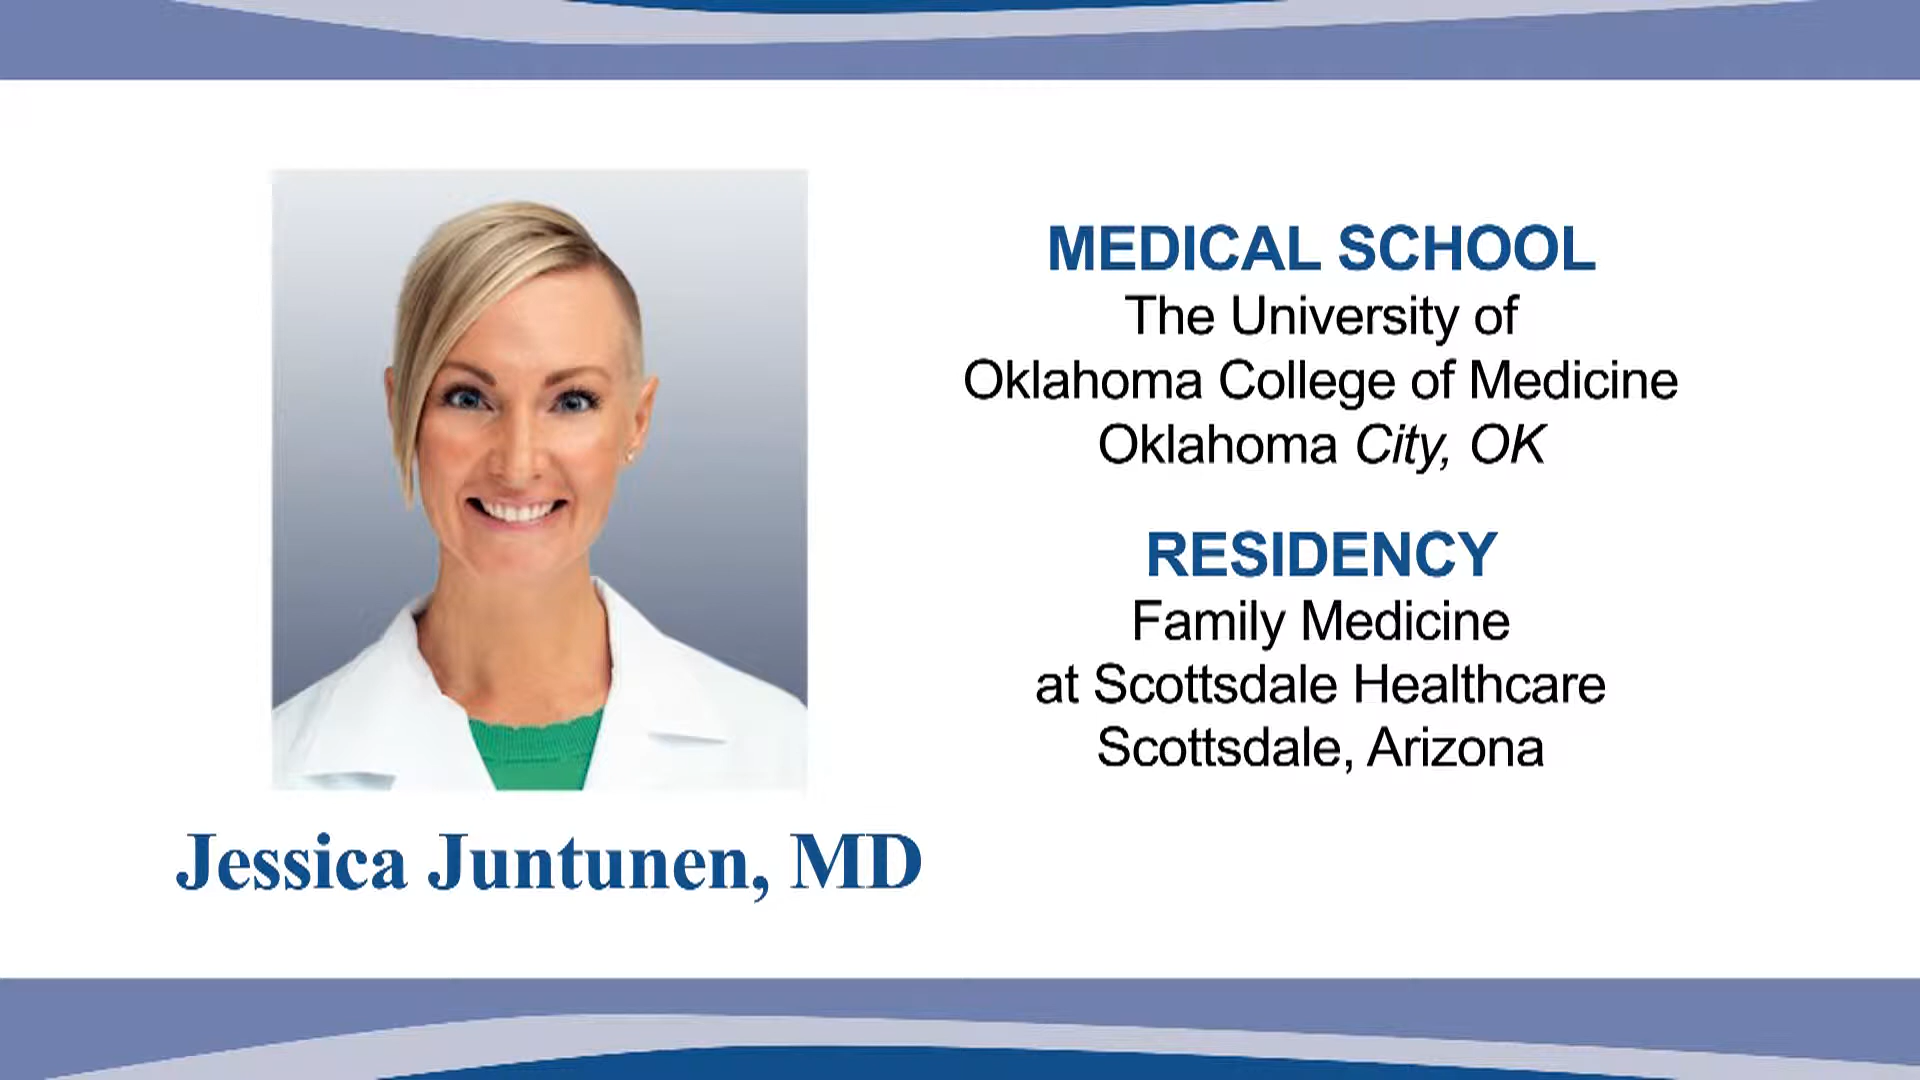 MEDICAL SCHOOL
The University of
Oklahoma College of Medicine
Oklahoma City, OK
RESIDENCY
Family Medicine
at Scottsdale Healthcare
Scottsdale, Arizona
Jessica Juntunen, MD